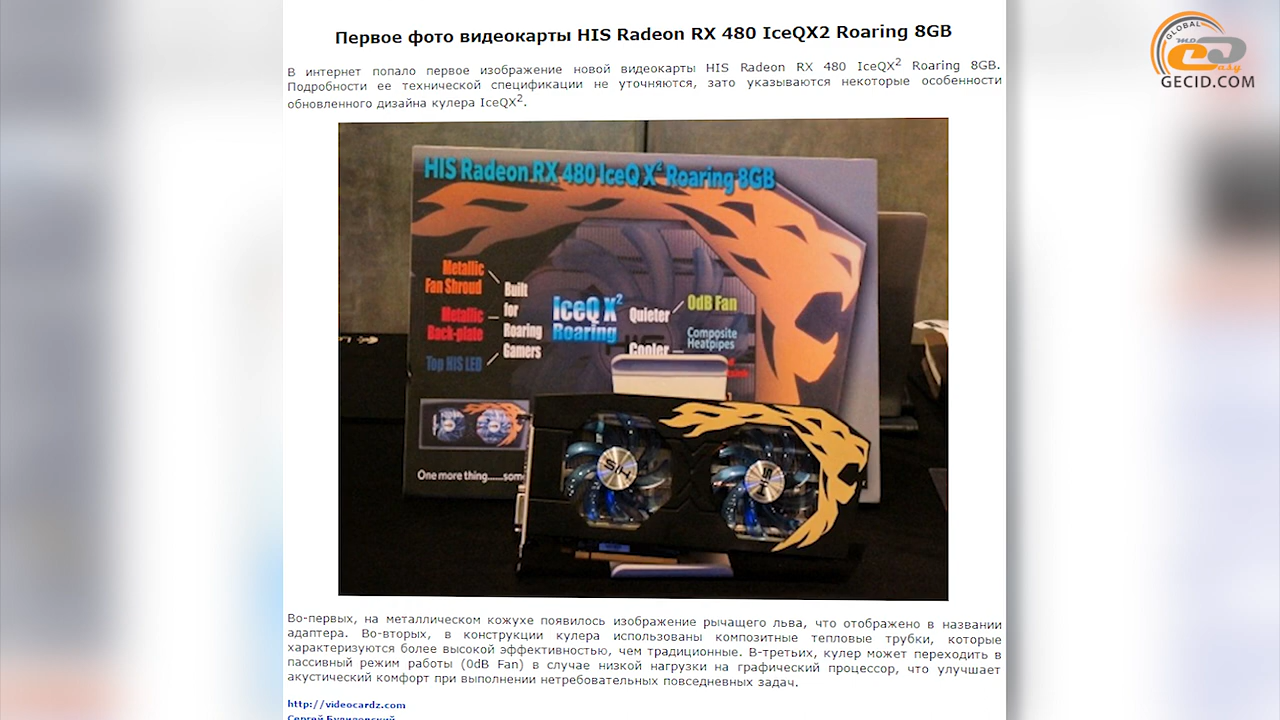 Первое фото видеокарты HIS Radeon RX 480 IceQX2 Roaring 8GB
GLOBAL
GECID.COM
В интернет попало первое изображение новой видеокарты HIS Radeon RX 480 IceQX² Roaring 8GB.
Подробности ее технической спецификации не уточняются, зато указываются некоторые особенности
обновленного дизайна кулера IceQX².
HIS Radeon RX 480 IceQ X² Roaring 8GB
Metallic
Fan Shroud
Metallic
Back-plate
Top HIS LED
Built
for
Roaring
Gamers
IceQ X²
Roaring
Quieter
Cooler
0dB Fan
Composite
Heatpipes
One more thing......som
HIS
HIS
Во-первых, на металлическом кожухе появилось изображение рычащего льва, что отображено в названии
адаптера. Во-вторых, в конструкции кулера использованы композитные тепловые трубки, которые
характеризуются более высокой эффективностью, чем традиционные. В-третьих, кулер может переходить в
пассивный режим работы (0dB Fan) в случае низкой нагрузки на графический процессор, что улучшает
акустический комфорт при выполнении нетребовательных повседневных задач.
http://videocardz.com
Сергей Будиловский